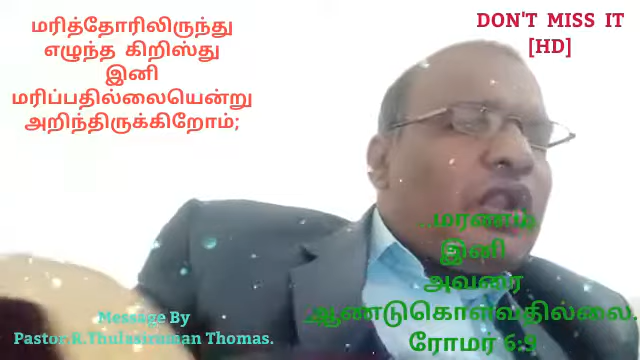 மரித்தோரிலிருந்து
எழுந்த கிறிஸ்து
இனி
மரிப்பதில்லையென்று
அறிந்திருக்கிறோம்;
DON'T MISS IT
[HD]
..மரணம்
இனி
அவரை
ஆண்டுகொள்வதில்லை.
ரோமர் 6:9
Message By
Pastor R.Thulasiraman Thomas.